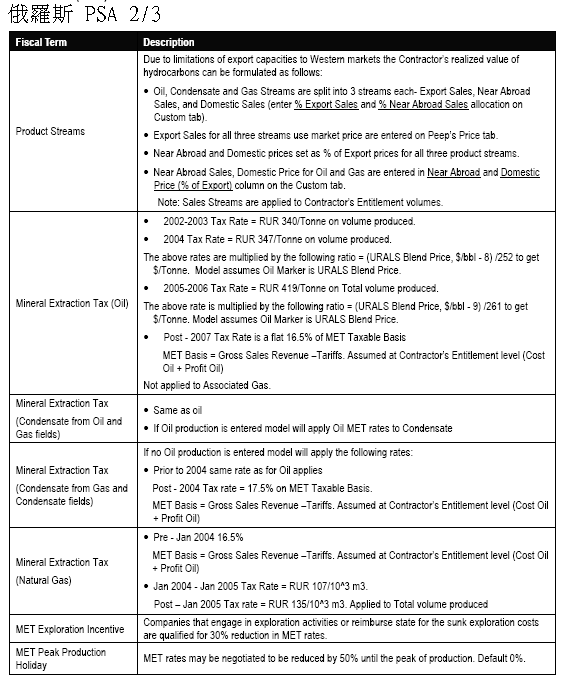 俄羅斯 PSA 2/3
Fiscal Term
Description
Product Streams
Due to limitations of export capacities to Western markets the Contractor's realized value of
hydrocarbons can be formulated as follows:
• Oil, Condensate and Gas Streams are split into 3 streams each- Export Sales, Near Abroad
Sales, and Domestic Sales (enter % Export Sales and % Near Abroad Sales allocation on
Custom tab).
• Export Sales for all three streams use market price are entered on Peep's Price tab.
• Near Abroad and Domestic prices set as % of Export prices for all three product streams.
• Near Abroad Sales, Domestic Price for Oil and Gas are entered in Near Abroad and Domestic
Price (% of Export) column on the Custom tab.
Note: Sales Streams are applied to Contractor's Entitlement volumes.
Mineral Extraction Tax (Oil)
• 2002-2003 Tax Rate = RUR 340/Tonne on volume produced.
• 2004 Tax Rate = RUR 347/Tonne on volume produced.
The above rates are multiplied by the following ratio = (URALS Blend Price, $/bbl - 8) /252 to get
$/Tonne. Model assumes Oil Marker is URALS Blend Price.
• 2005-2006 Tax Rate = RUR 419/Tonne on Total volume produced.
The above rate is multiplied by the following ratio = (URALS Blend Price, $/bbl - 9) /261 to get
$/Tonne. Model assumes Oil Marker is URALS Blend Price.
• Post - 2007 Tax Rate is a flat 16.5% of MET Taxable Basis
MET Basis = Gross Sales Revenue –Tariffs. Assumed at Contractor's Entitlement level (Cost
Oil + Profit Oil)
Not applied to Associated Gas.
Mineral Extraction Tax
(Condensate from Oil and
Gas fields)
• Same as oil
• If Oil production is entered model will apply Oil MET rates to Condensate
Mineral Extraction Tax
(Condensate from Gas and
Condensate fields)
If no Oil production is entered model will apply the following rates:
• Prior to 2004 same rate as for Oil applies
Post - 2004 Tax rate = 17.5% on MET Taxable Basis.
MET Basis = Gross Sales Revenue –Tariffs. Assumed at Contractor's Entitlement level (Cost Oil
+ Profit Oil)
Mineral Extraction Tax
(Natural Gas)
• Pre - Jan 2004 16.5%
MET Basis = Gross Sales Revenue –Tariffs. Assumed at Contractor's Entitlement level (Cost Oil
+ Profit Oil)
• Jan 2004 - Jan 2005 Tax Rate = RUR 107/10^3 m3.
Post – Jan 2005 Tax rate = RUR 135/10^3 m3. Applied to Total volume produced
MET Exploration Incentive
Companies that engage in exploration activities or reimburse state for the sunk exploration costs
are qualified for 30% reduction in MET rates.
MET Peak Production
Holiday
MET rates may be negotiated to be reduced by 50% until the peak of production. Default 0%.